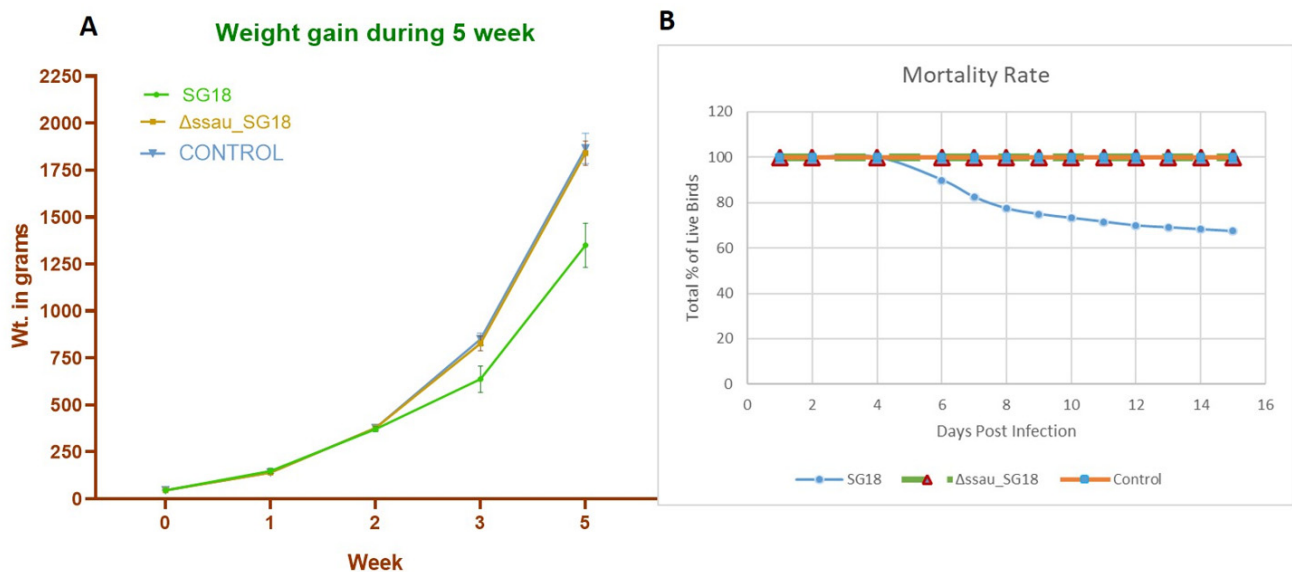 A
Weight gain during 5 week
2250
2000
1750
1500
1250
1000
750
500
250
0
Wt. in grams
SG18
Δssau_SG18
CONTROL
0 1 2 3 5
Week
B
Mortality Rate
120
100
80
60
40
20
0
Total % of Live Birds
0 2 4 6 8 10 12 14 16
Days Post Infection
SG18 Δssau_SG18 Control